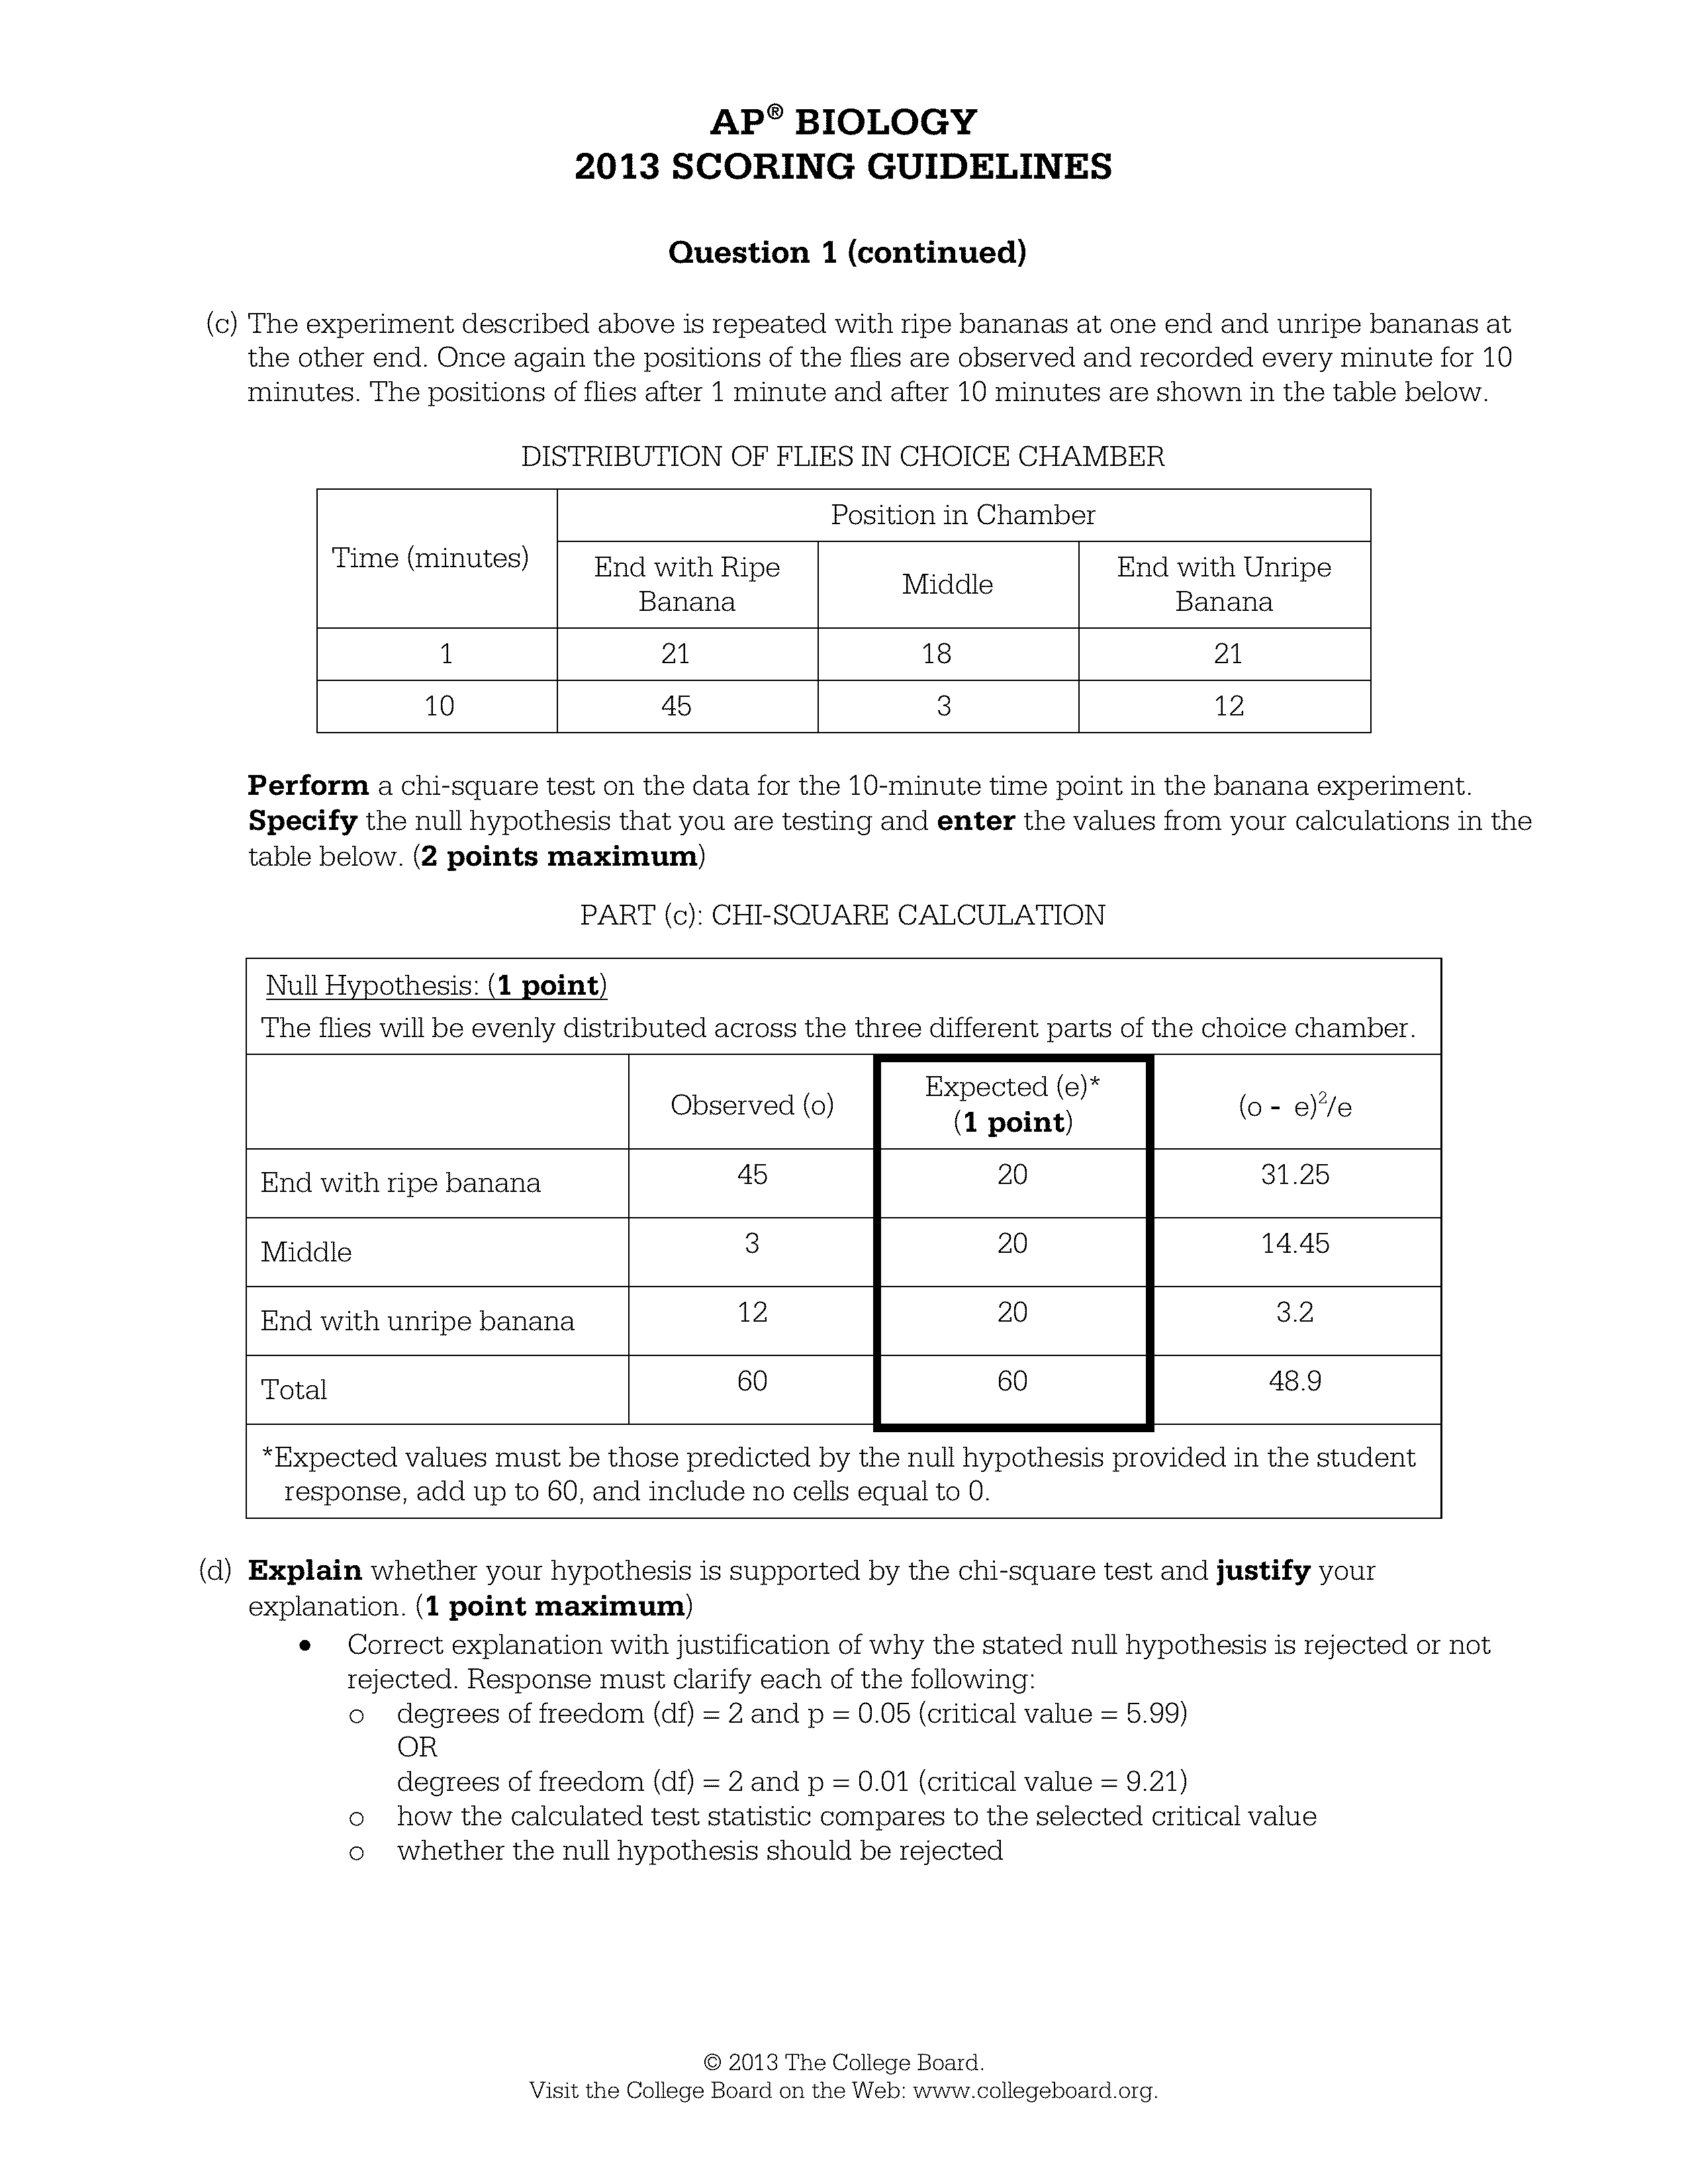 AP® BIOLOGY
2013 SCORING GUIDELINES
Question 1 (continued)
(c) The experiment described above is repeated with ripe bananas at one end and unripe bananas at
the other end. Once again the positions of the flies are observed and recorded every minute for 10
minutes. The positions of flies after 1 minute and after 10 minutes are shown in the table below.
DISTRIBUTION OF FLIES IN CHOICE CHAMBER
Time (minutes)
Position in Chamber
End with Ripe
Banana
Middle
End with Unripe
Banana
1 21 18 21
10 45 3 12
Perform a chi-square test on the data for the 10-minute time point in the banana experiment.
Specify the null hypothesis that you are testing and enter the values from your calculations in the
table below. (2 points maximum)
PART (c): CHI-SQUARE CALCULATION
Null Hypothesis: (1 point)
The flies will be evenly distributed across the three different parts of the choice chamber.
Observed (o)
Expected (e)*
(1 point)
(o - e)²/e
End with ripe banana 45 20 31.25
Middle 3 20 14.45
End with unripe banana 12 20 3.2
Total 60 60 48.9
*Expected values must be those predicted by the null hypothesis provided in the student
response, add up to 60, and include no cells equal to 0.
(d) Explain whether your hypothesis is supported by the chi-square test and justify your
explanation. (1 point maximum)
• Correct explanation with justification of why the stated null hypothesis is rejected or not
rejected. Response must clarify each of the following:
o degrees of freedom (df) = 2 and p = 0.05 (critical value = 5.99)
OR
degrees of freedom (df) = 2 and p = 0.01 (critical value = 9.21)
o how the calculated test statistic compares to the selected critical value
o whether the null hypothesis should be rejected
© 2013 The College Board.
Visit the College Board on the Web: www.collegeboard.org.